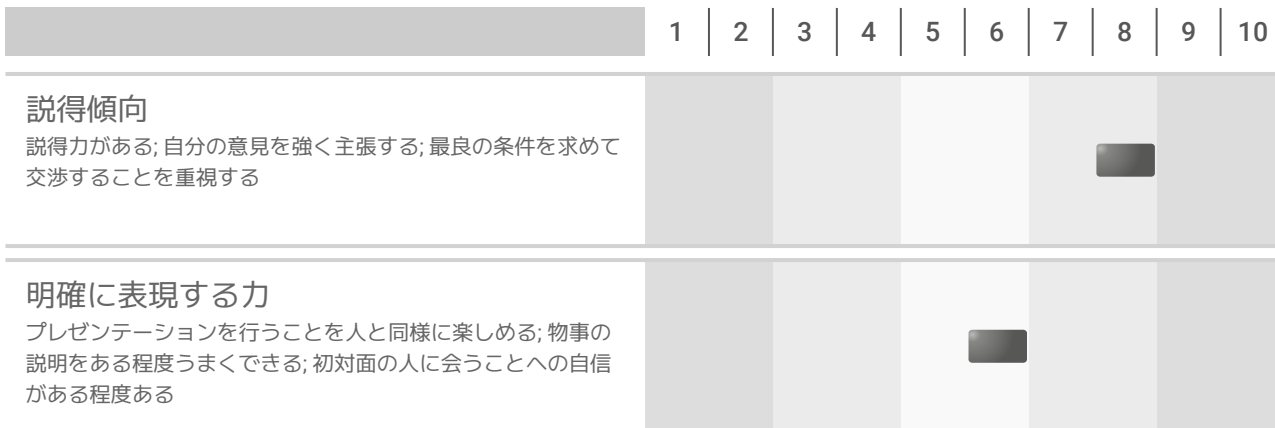 1 2 3 4 5 6 7 8 9 10
説得傾向
説得力がある; 自分の意見を強く主張する; 最良の条件を求めて
交渉することを重視する
明確に表現する力
プレゼンテーションを行うことを人と同様に楽しめる; 物事の
説明をある程度うまくできる; 初対面の人に会うことへの自信
がある程度ある